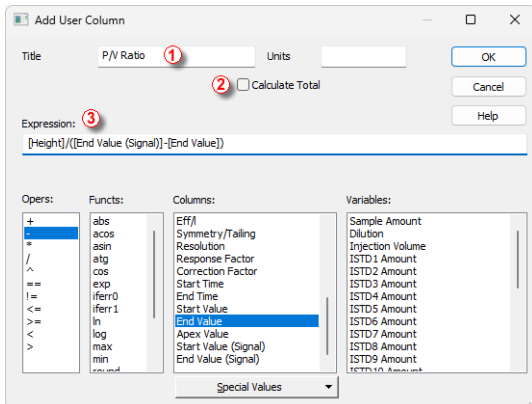 Add User Column
Title P/V Ratio 1 Units OK
2 Calculate Total Cancel
Expression: 3 Help
[Height]/([End Value (Signal)]-[End Value])
Opers: Functs: Columns: Variables:
+ abs Eff/l Sample Amount
- acos Symmetry/Tailing Dilution
* asin Resolution Injection Volume
/ atg Response Factor ISTD1 Amount
^ cos Correction Factor ISTD2 Amount
== exp Start Time ISTD3 Amount
!= iferr0 End Time ISTD4 Amount
<= iferr1 Start Value ISTD5 Amount
>= ln End Value ISTD6 Amount
< log Apex Value ISTD7 Amount
> max Start Value (Signal) ISTD8 Amount
min End Value (Signal) ISTD9 Amount
round ISTD10 Amount
Special Values